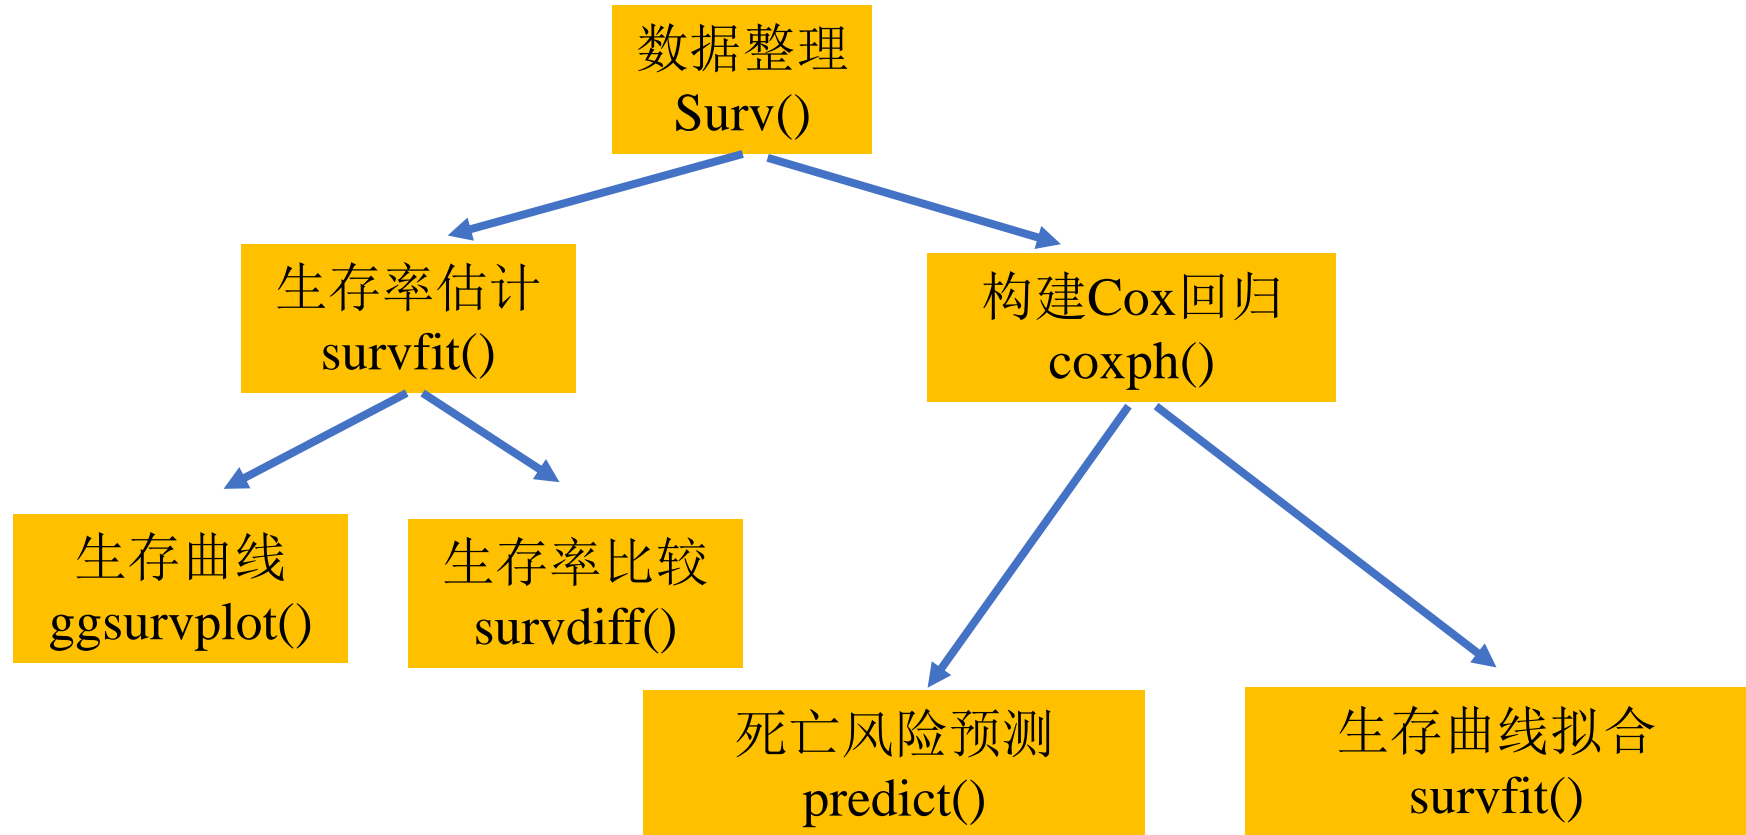 数据整理
Surv()
生存率估计
survfit()
构建Cox回归
coxph()
生存曲线
ggsurvplot()
生存率比较
survdiff()
死亡风险预测
predict()
生存曲线拟合
survfit()